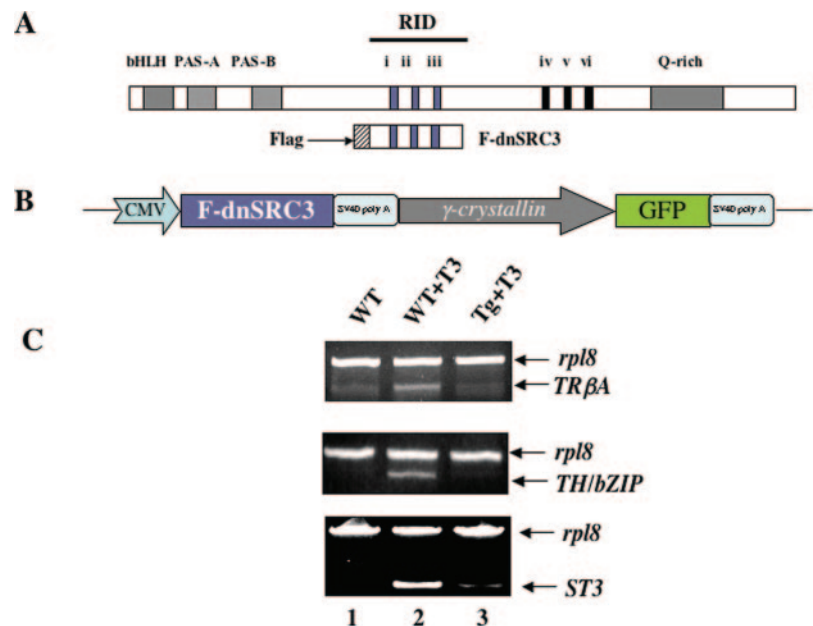 A
RID
bHLH PAS-A PAS-B i ii iii iv v vi Q-rich
Flag F-dnSRC3
B
CMV F-dnSRC3 SV40 poly A γ-crystallin GFP SV40 poly A
C
WT WT+T3 Tg+T3
rpl8
TRβA
rpl8
TH/bZIP
rpl8
ST3
1 2 3